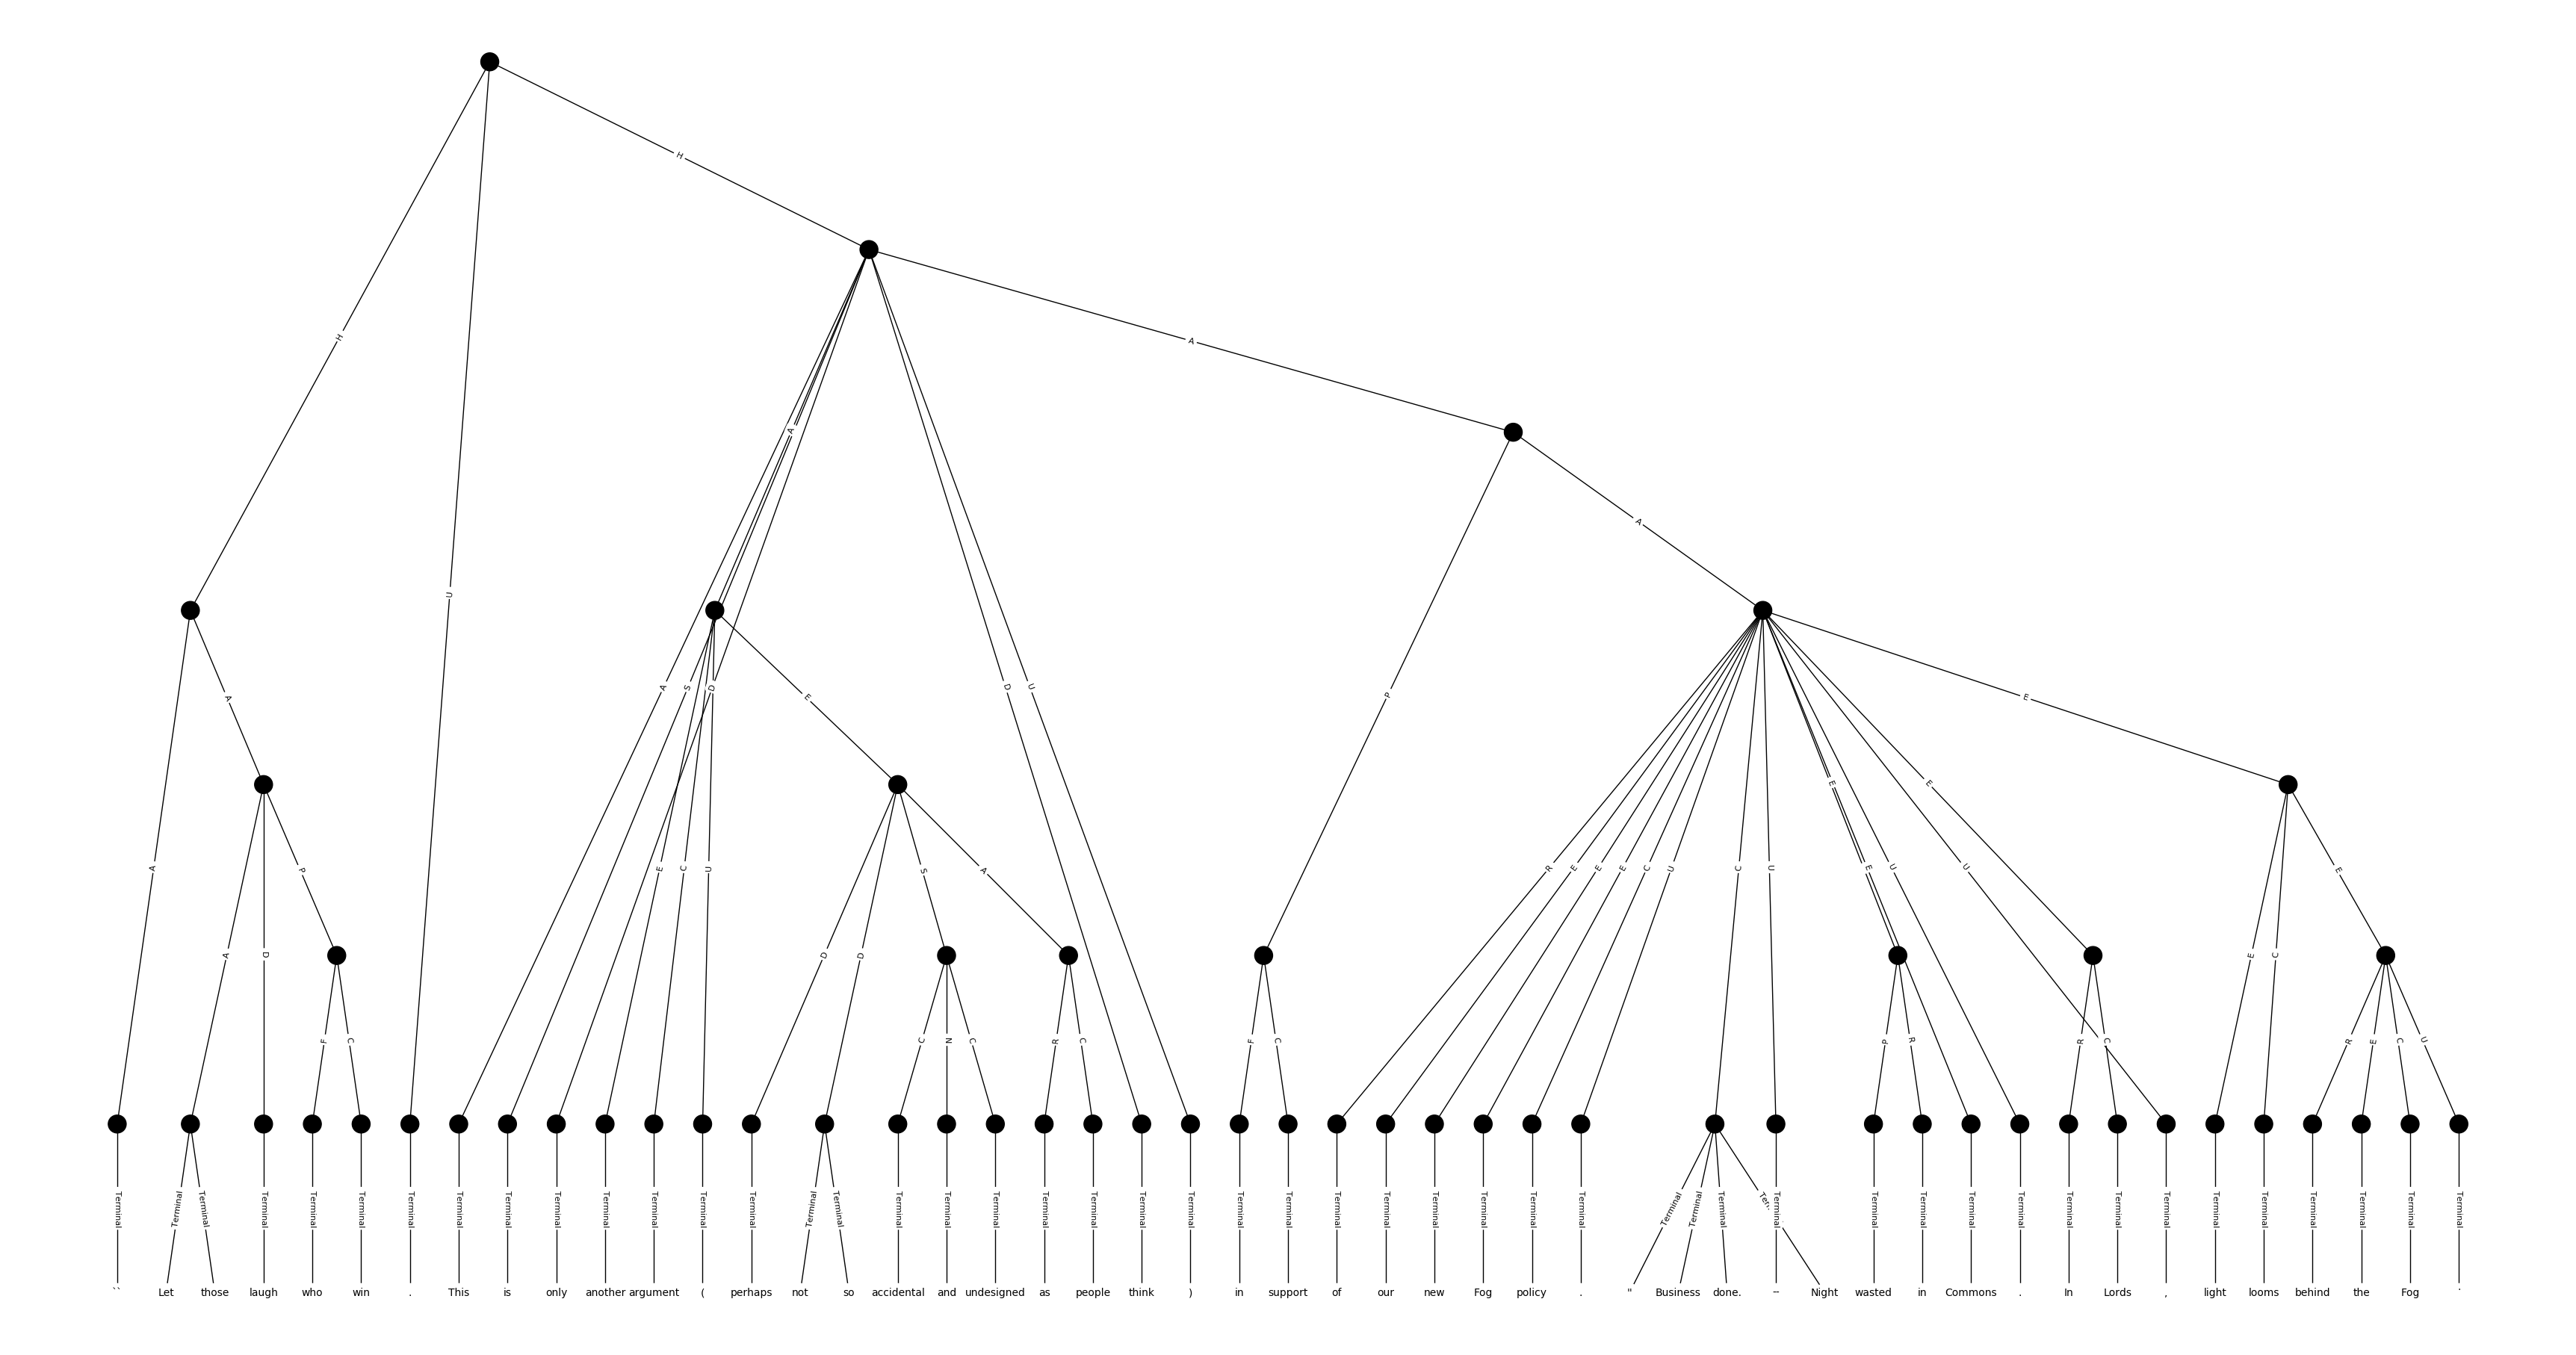 H
H
A
A
U
A
P
A
E
E
A
A
S
D
D
U
E
E
A
E
C
U
D
D
S
A
R
E
E
E
C
U
C
U
E
U
U
E
A
D
P
F
C
C
N
C
R
C
F
C
P
R
R
C
E
C
R
E
C
U
Terminal Terminal Terminal Terminal Terminal Terminal Terminal Terminal Terminal Terminal Terminal Terminal Terminal Terminal Terminal Terminal Terminal Terminal Terminal Terminal Terminal Terminal Terminal Terminal Terminal Terminal Terminal Terminal Terminal Terminal Terminal Terminal Terminal Terminal Terminal Terminal Terminal Terminal Terminal Terminal Terminal Terminal Terminal Terminal Terminal Terminal Terminal Terminal
`` Let those laugh who win . This is only another argument ( perhaps not so accidental and undesigned as people think ) in support of our new Fog policy . " Business done. -- Night wasted in Commons . In Lords , light looms behind the Fog